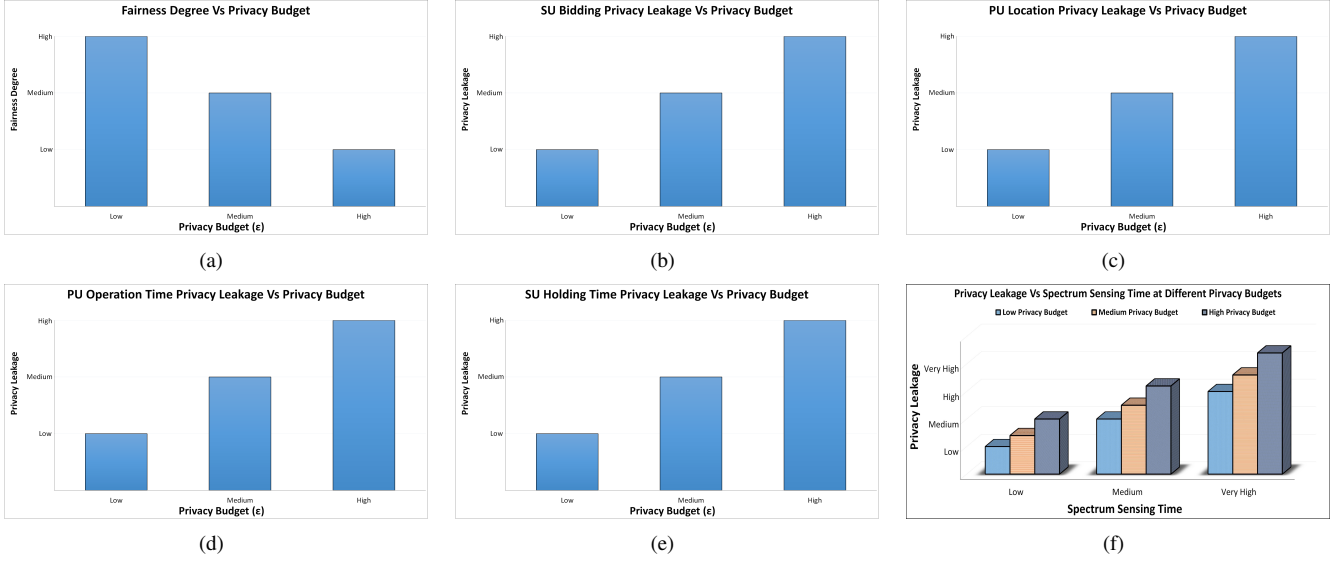 Fairness Degree Vs Privacy Budget
High
Medium
Low
Fairness Degree
Low Medium High
Privacy Budget (ε)
(a)
SU Bidding Privacy Leakage Vs Privacy Budget
High
Medium
Low
Privacy Leakage
Low Medium High
Privacy Budget (ε)
(b)
PU Location Privacy Leakage Vs Privacy Budget
High
Medium
Low
Privacy Leakage
Low Medium High
Privacy Budget (ε)
(c)
PU Operation Time Privacy Leakage Vs Privacy Budget
High
Medium
Low
Privacy Leakage
Low Medium High
Privacy Budget (ε)
(d)
SU Holding Time Privacy Leakage Vs Privacy Budget
High
Medium
Low
Privacy Leakage
Low Medium High
Privacy Budget (ε)
(e)
Privacy Leakage Vs Spectrum Sensing Time at Different Pirvacy Budgets
Low Privacy Budget Medium Privacy Budget High Privacy Budget
Very High
High
Medium
Low
Privacy Leakage
Low Medium Very High
Spectrum Sensing Time
(f)